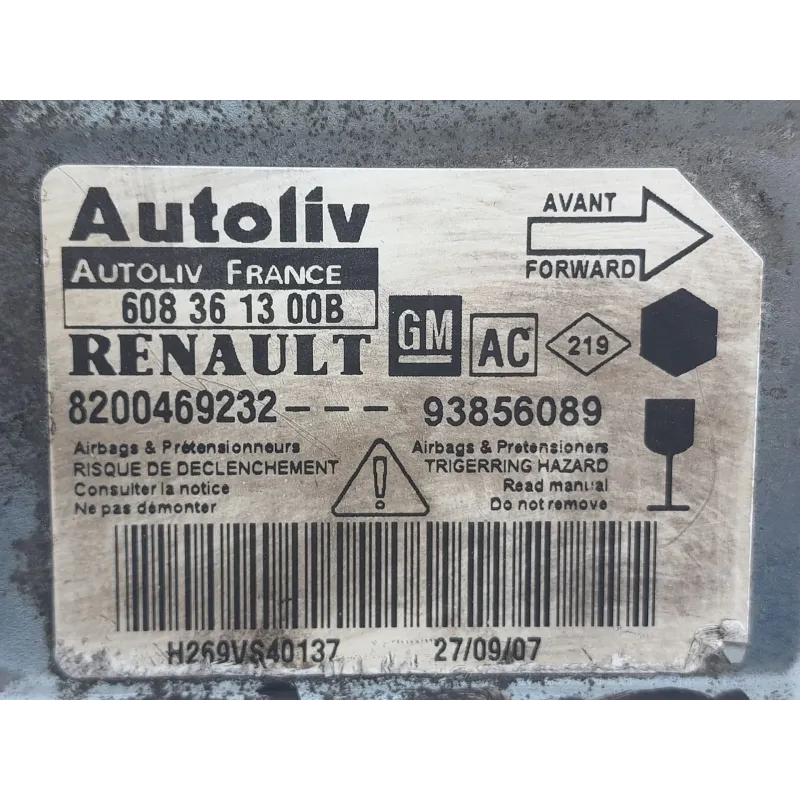 Autoliv
AUTOLIV FRANCE
608 36 13 00B
RENAULT
AVANT
FORWARD
GM
AC
219
8200469232--- 93856089
Airbags & Prétensionneurs
RISQUE DE DECLENCHEMENT
Consulter la notice
Ne pas démonter
Airbags & Pretensioners
TRIGERRING HAZARD
Read manual
Do not remove
H269VS40137 27/09/07